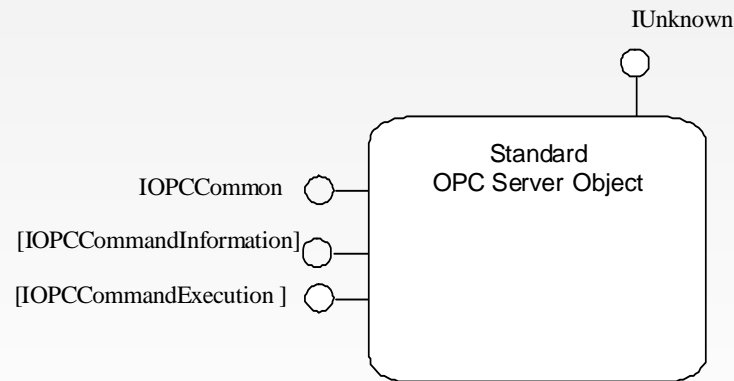 IUnknown
Standard
OPC Server Object
IOPCCommon
[IOPCCommandInformation]
[IOPCCommandExecution ]